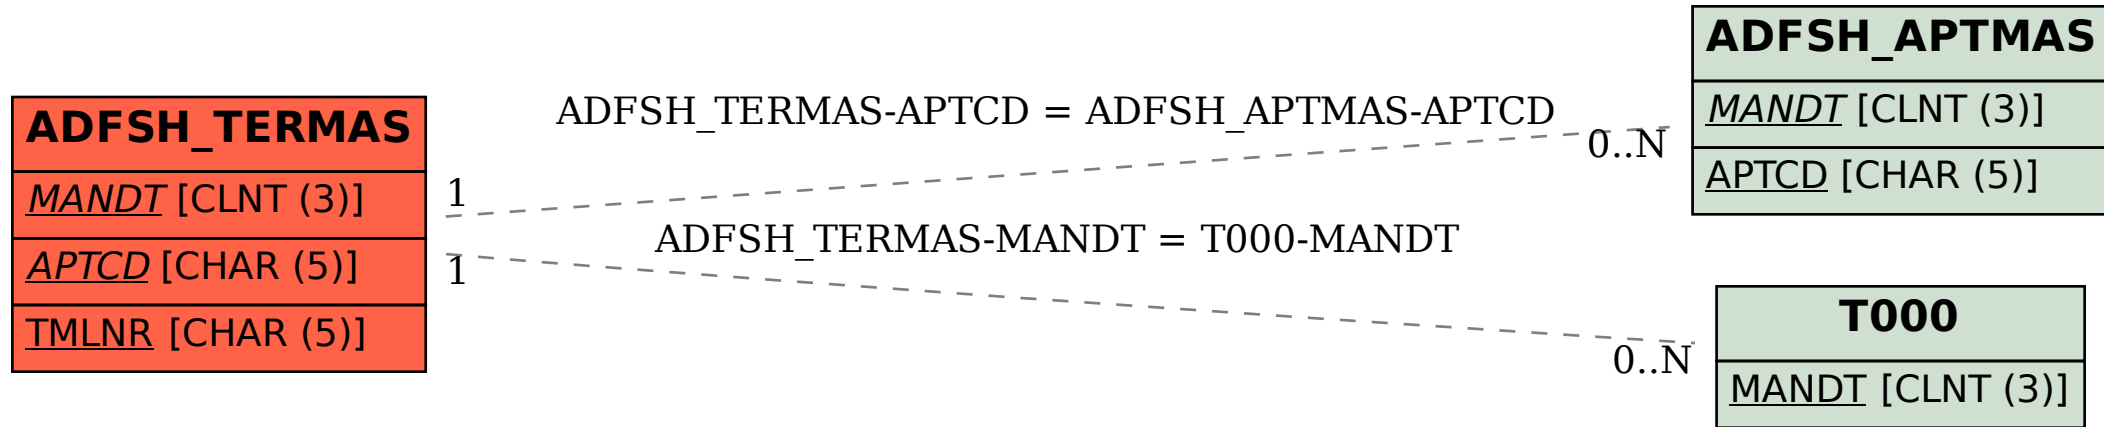 ADFSH_TERMAS
MANDT [CLNT (3)]
APTCD [CHAR (5)]
TMLNR [CHAR (5)]
ADFSH_TERMAS-APTCD = ADFSH_APTMAS-APTCD
1
0..N
ADFSH_TERMAS-MANDT = T000-MANDT
1
0..N
ADFSH_APTMAS
MANDT [CLNT (3)]
APTCD [CHAR (5)]
T000
MANDT [CLNT (3)]